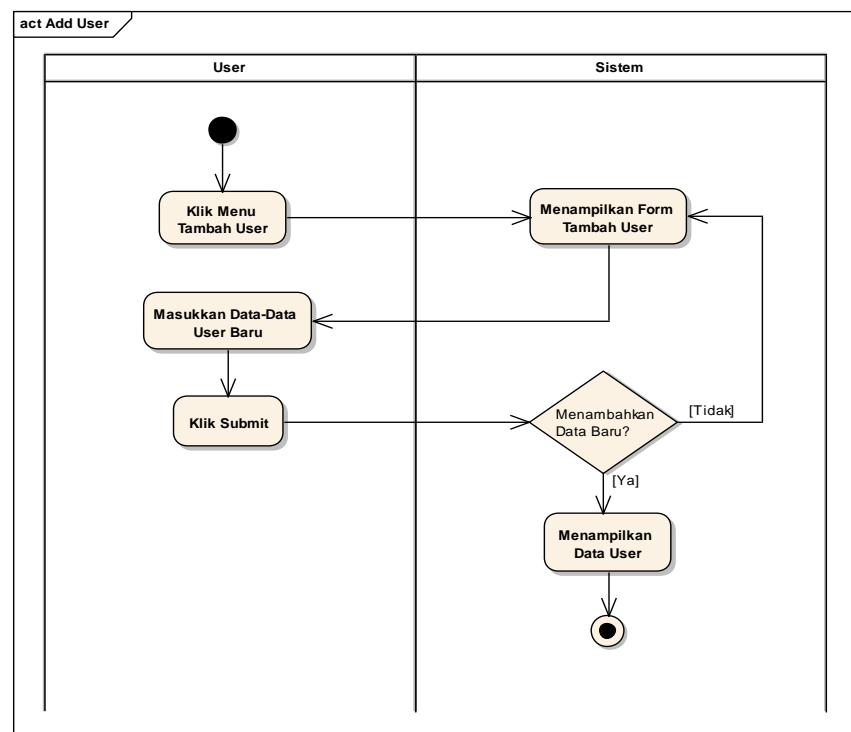 act Add User
User
Sistem
Klik Menu
Tambah User
Menampilkan Form
Tambah User
Masukkan Data-Data
User Baru
Klik Submit
Menambahkan
Data Baru?
[Tidak]
[Ya]
Menampilkan
Data User